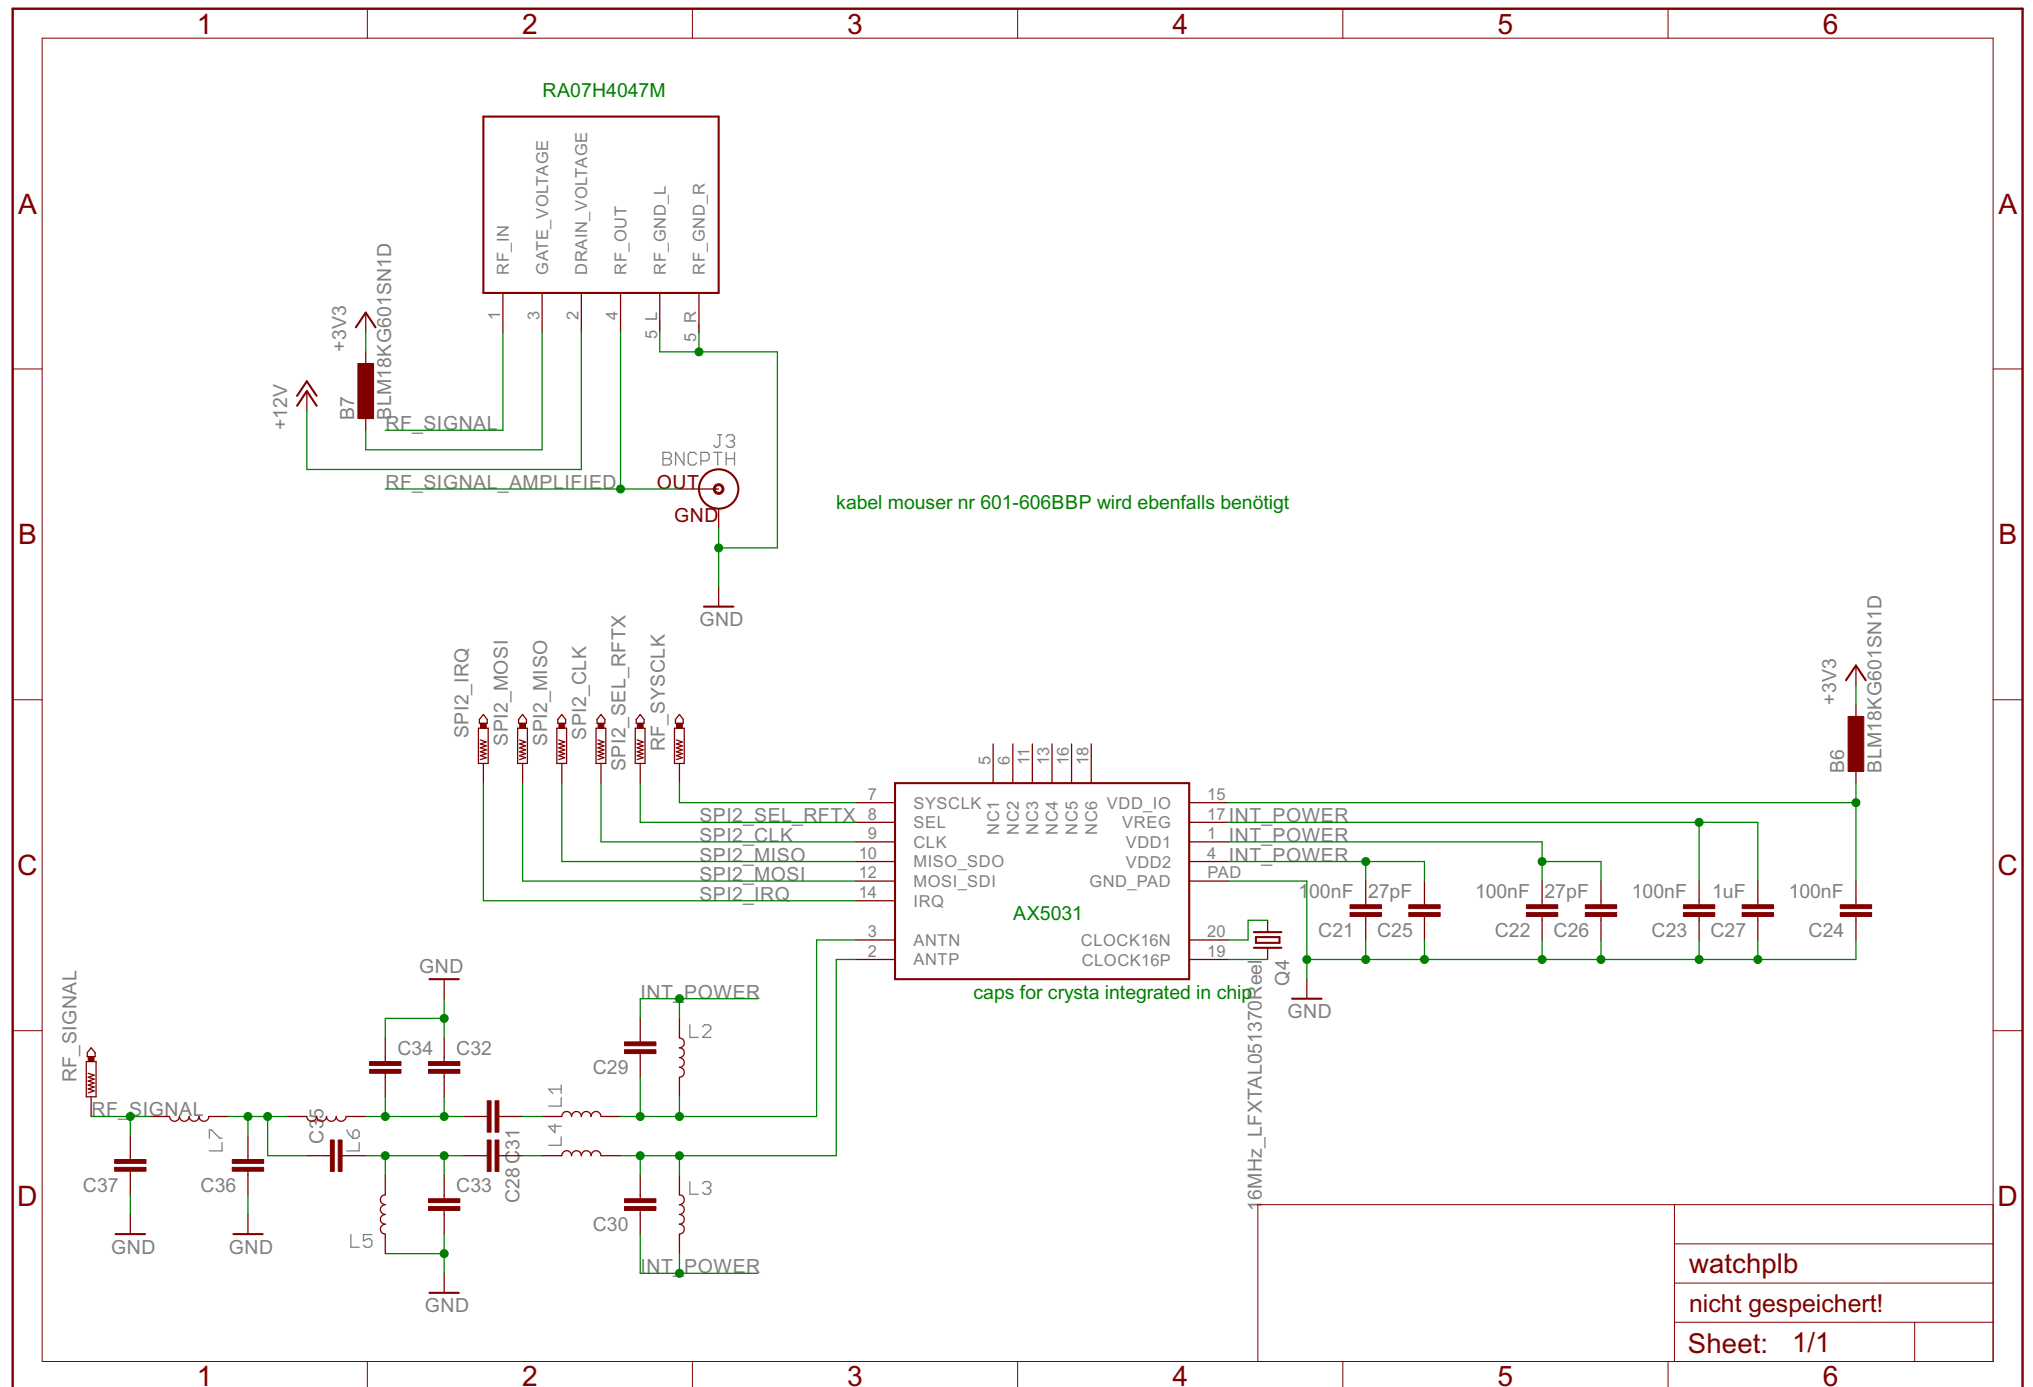 1 2 3 4 5 6
A A
B B
C C
D D
RA07H4047M
RF_IN
GATE_VOLTAGE
DRAIN_VOLTAGE
RF_OUT
RF_GND_L
RF_GND_R
1
3
2
4
5_L
5_R
+3V3
BLM18KG601SN1D
B7
+12V
RF_SIGNAL
RF_SIGNAL_AMPLIFIED
J3
BNCPTH
OUT
GND
GND
kabel mouser nr 601-606BBP wird ebenfalls benötigt
SPI2_IRQ
SPI2_MOSI
SPI2_MISO
SPI2_CLK
SPI2_SEL_RFTX
RF_SYSCLK
SPI2_SEL_RFTX
SPI2_CLK
SPI2_MISO
SPI2_MOSI
SPI2_IRQ
7
8
9
10
12
14
3
2
5
6
11
13
16
18
NC1
NC2
NC3
NC4
NC5
NC6
SYSCLK
SEL
CLK
MISO_SDO
MOSI_SDI
IRQ
ANTN
ANTP
VDD_IO
VREG
VDD1
VDD2
GND_PAD
CLOCK16N
CLOCK16P
AX5031
15
17
1
4
PAD
20
19
INT_POWER
INT_POWER
INT_POWER
caps for crysta integrated in chip
16MHz_LFXTAL051370Reel
Q4
GND
100nF
C21
27pF
C25
100nF
C22
27pF
C26
100nF
C23
1uF
C27
100nF
C24
+3V3
B6
BLM18KG601SN1D
RF_SIGNAL
RF_SIGNAL
C37
GND
L7
C36
GND
C35
L6
GND
C34
C32
C31
C28
L1
L4
C33
L5
GND
INT_POWER
C29
L2
C30
L3
INT_POWER
watchplb
nicht gespeichert!
Sheet: 1/1
1 2 3 4 5 6